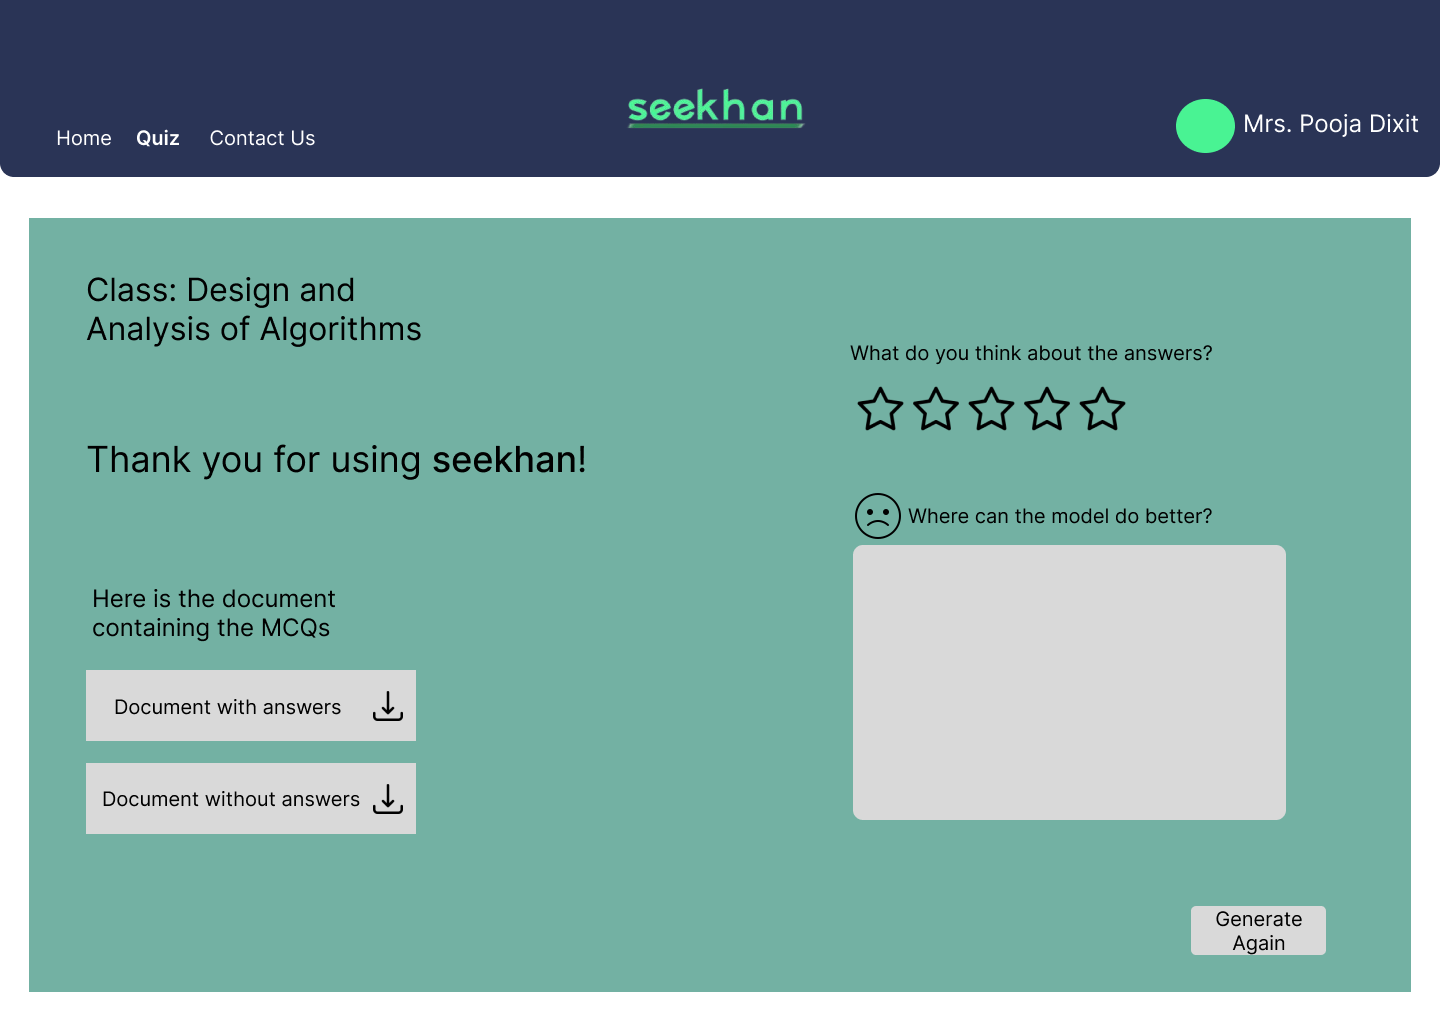 Home Quiz Contact Us
seekhan
Mrs. Pooja Dixit
Class: Design and
Analysis of Algorithms
Thank you for using seekhan!
Here is the document
containing the MCQs
Document with answers
Document without answers
What do you think about the answers?
Where can the model do better?
Generate
Again